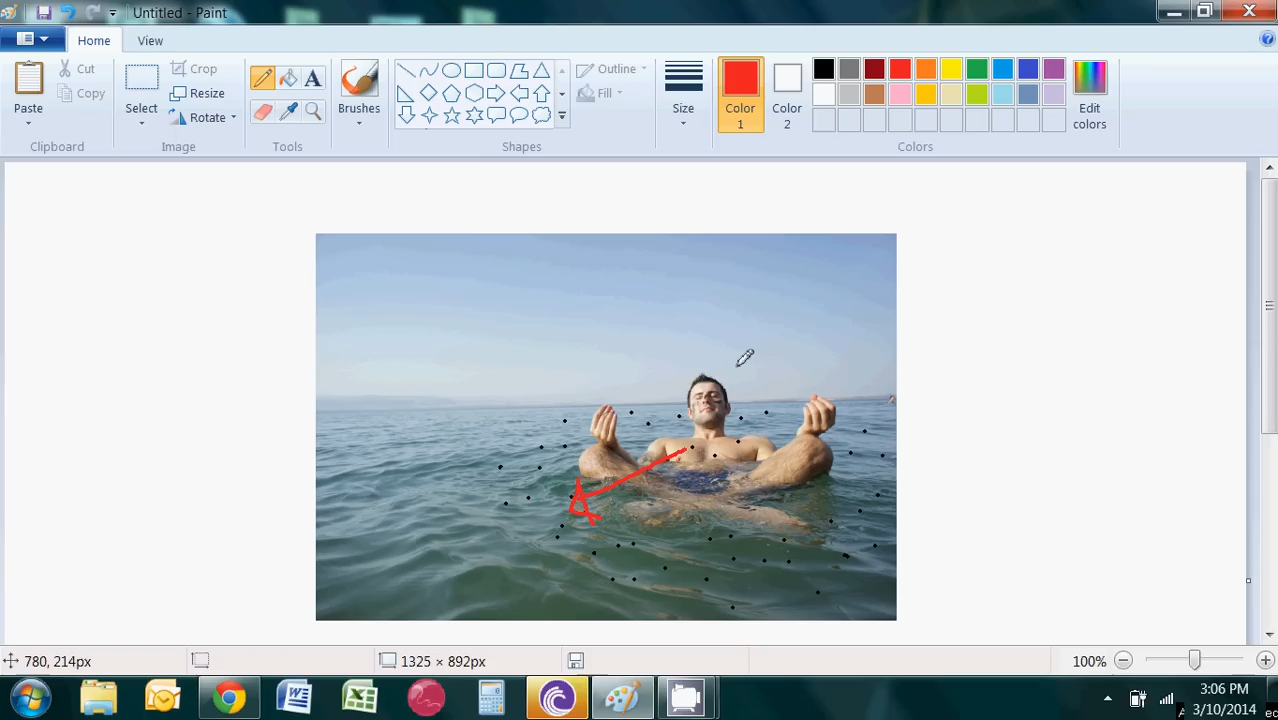 Untitled - Paint
Home
View
Paste
Cut
Copy
Clipboard
Select
Crop
Resize
Rotate
Image
A
Tools
Brushes
Shapes
Outline
Fill
Size
Color
1
Color
2
Edit
colors
Colors
780, 214px
1325 × 892px
100%
3:06 PM
3/10/2014